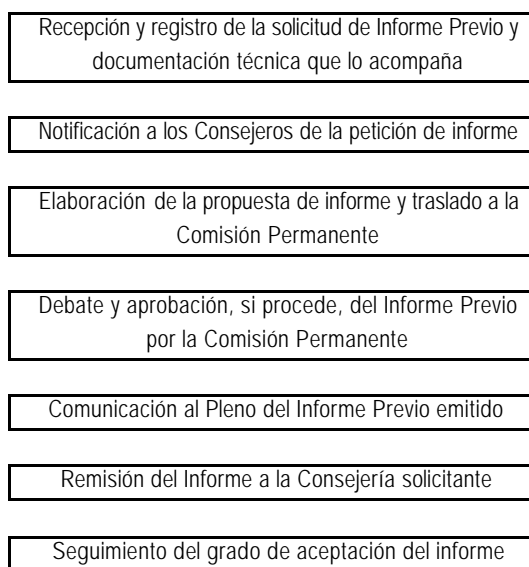 Recepción y registro de la solicitud de Informe Previo y
documentación técnica que lo acompaña
Notificación a los Consejeros de la petición de informe
Elaboración de la propuesta de informe y traslado a la
Comisión Permanente
Debate y aprobación, si procede, del Informe Previo
por la Comisión Permanente
Comunicación al Pleno del Informe Previo emitido
Remisión del Informe a la Consejería solicitante
Seguimiento del grado de aceptación del informe